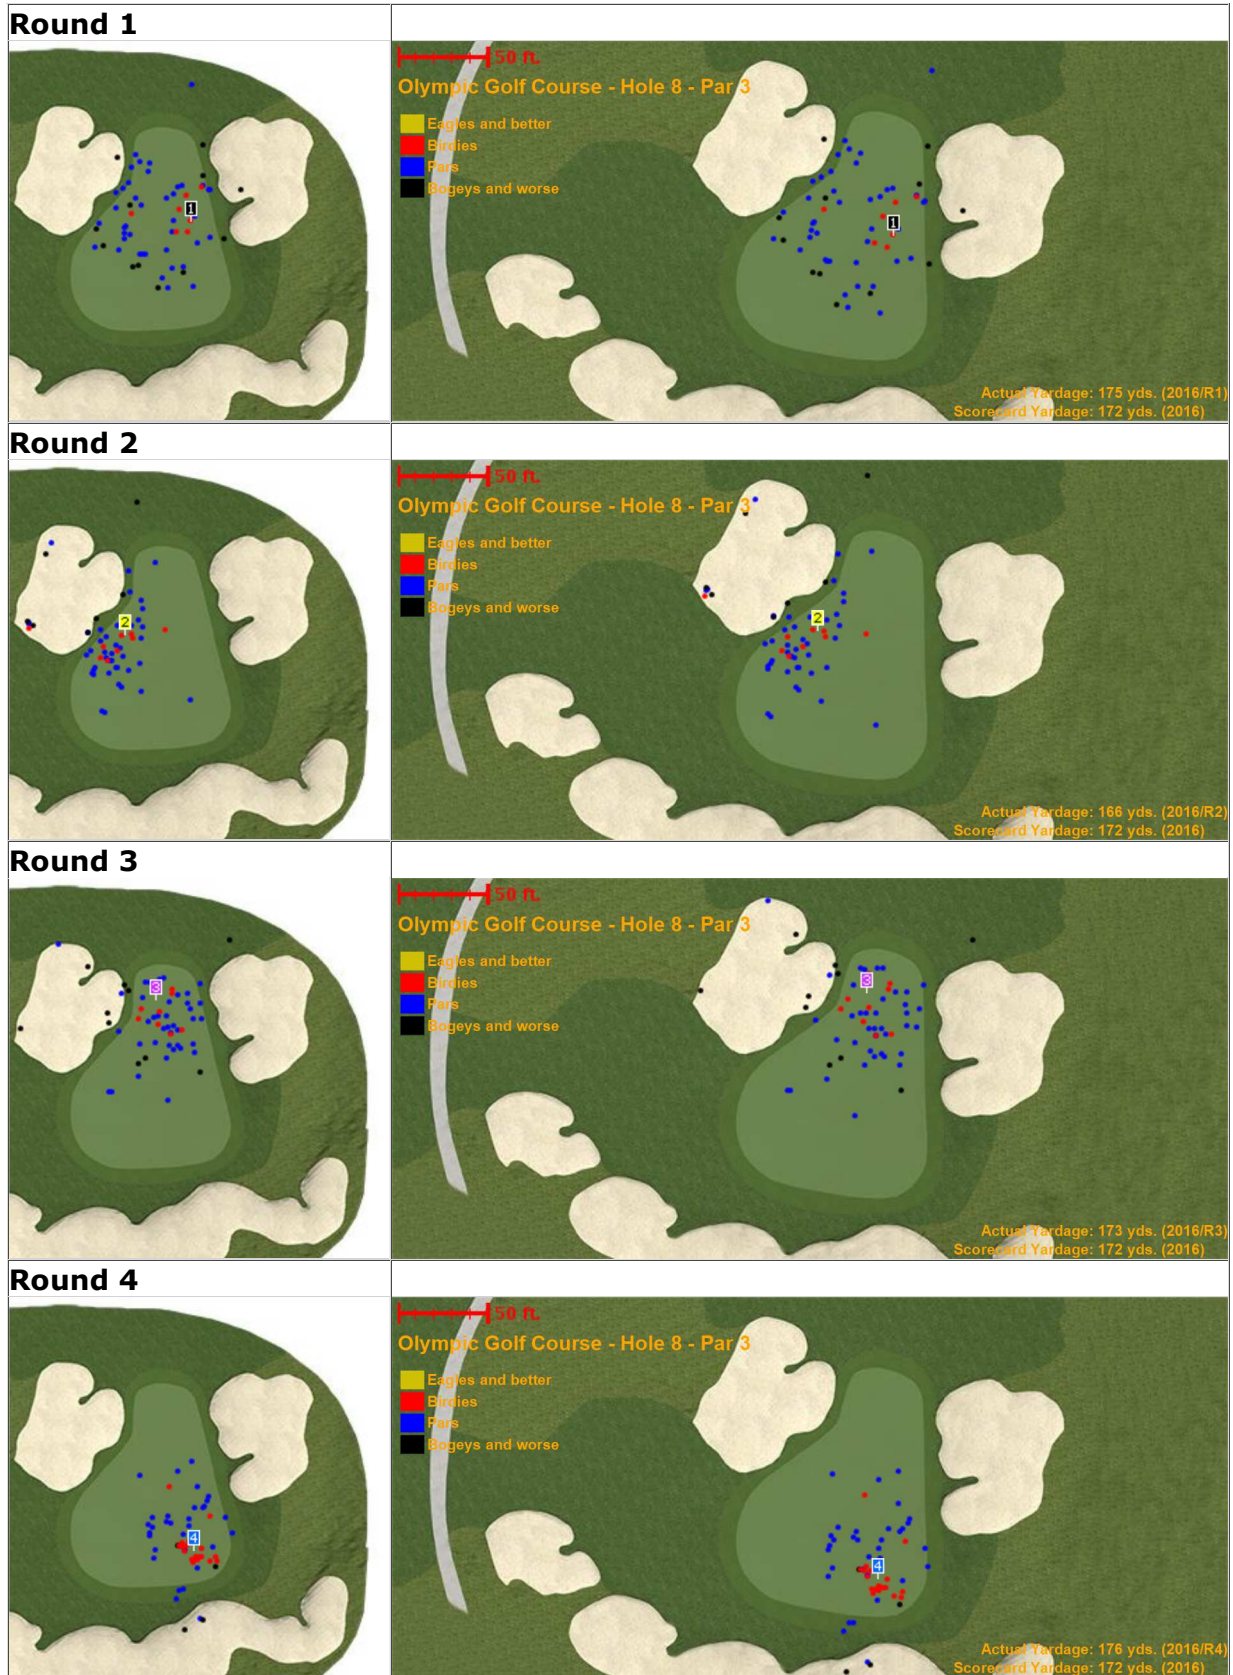 Round 1
50 ft.
Olympic Golf Course - Hole 8 - Par 3
Eagles and better
Birdies
Pars
Bogeys and worse
1
1
Actual Yardage: 175 yds. (2016/R1)
Scorecard Yardage: 172 yds. (2016)
Round 2
50 ft.
Olympic Golf Course - Hole 8 - Par 3
Eagles and better
Birdies
Pars
Bogeys and worse
2
2
Actual Yardage: 166 yds. (2016/R2)
Scorecard Yardage: 172 yds. (2016)
Round 3
50 ft.
Olympic Golf Course - Hole 8 - Par 3
Eagles and better
3
3
Birdies
Pars
Bogeys and worse
Actual Yardage: 173 yds. (2016/R3)
Scorecard Yardage: 172 yds. (2016)
Round 4
50 ft.
Olympic Golf Course - Hole 8 - Par 3
Eagles and better
Birdies
Pars
Bogeys and worse
4
4
Actual Yardage: 176 yds. (2016/R4)
Scorecard Yardage: 172 yds. (2016)